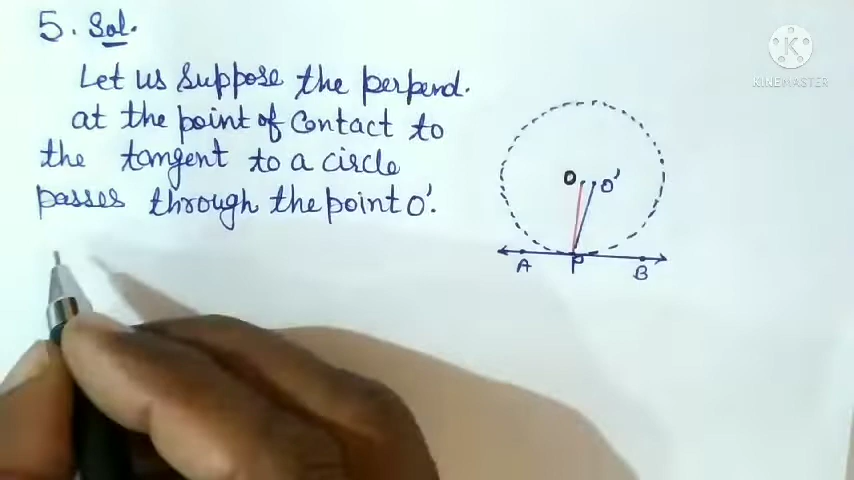 5. Sol.
Let us suppose the perpend.
at the point of Contact to
the tangent to a circle
passes through the point O'.
O O'
A P B
K
KINEMASTER